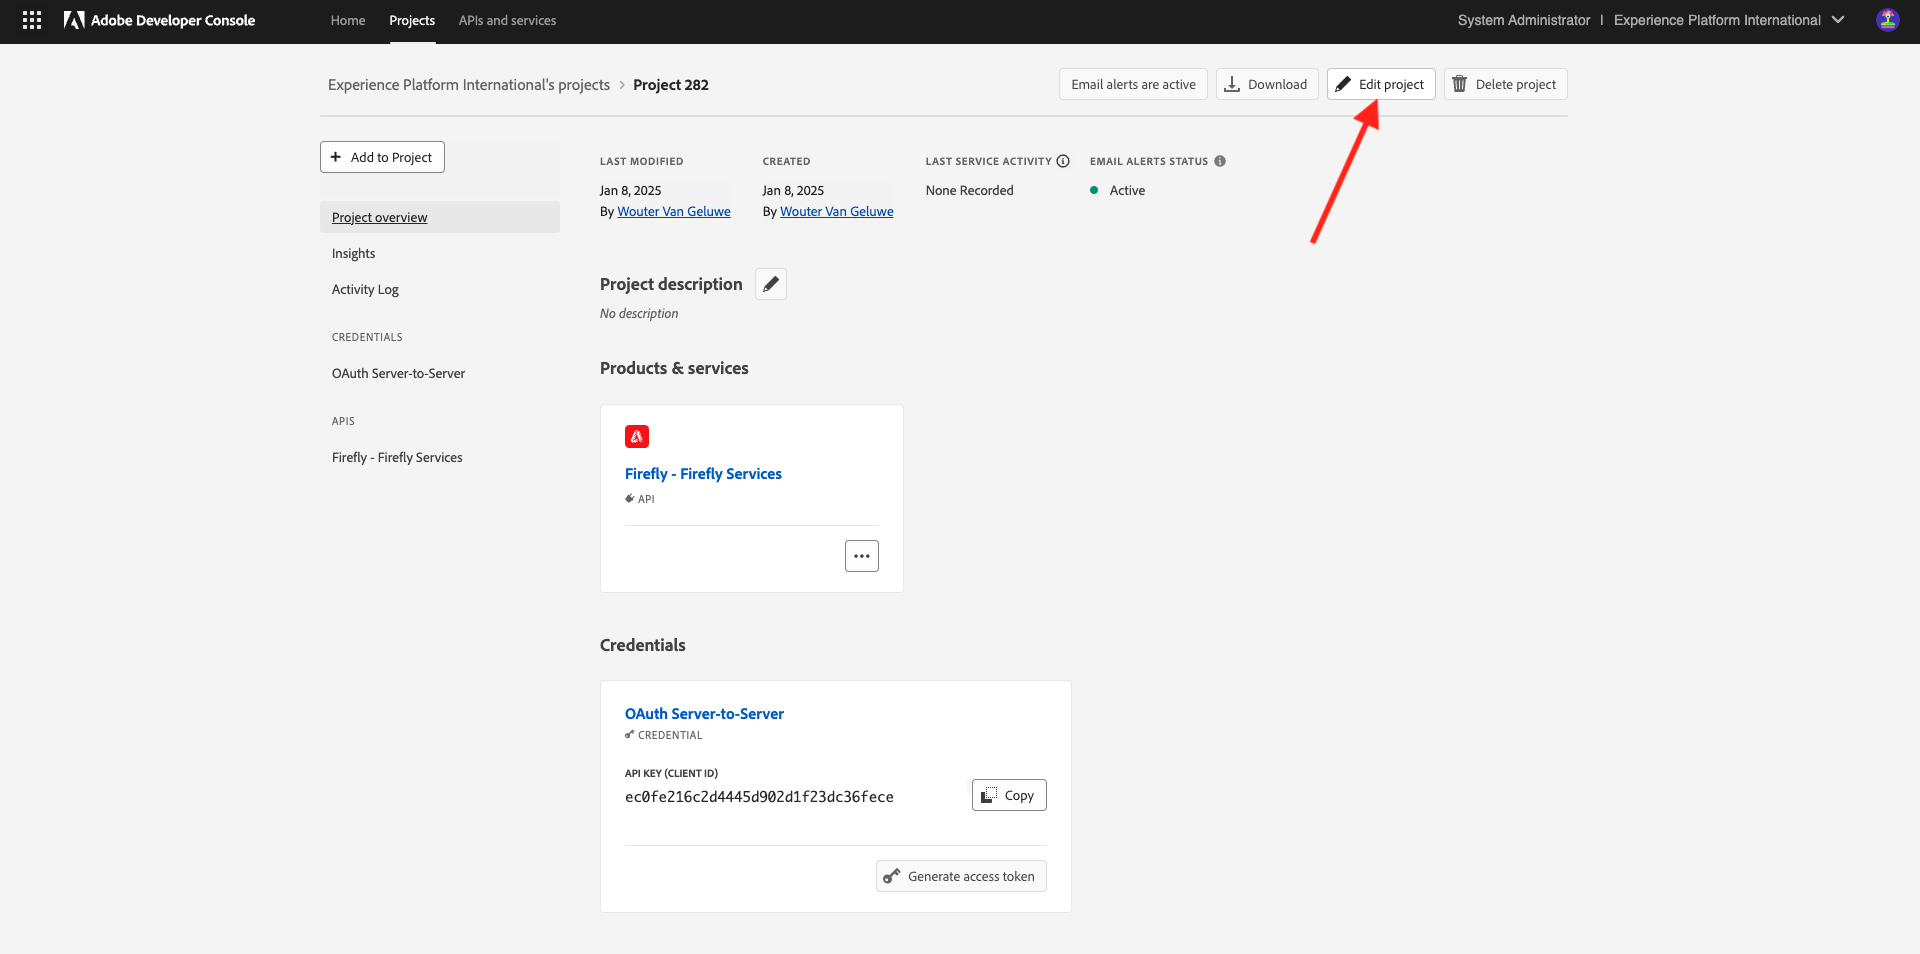 Adobe Developer Console
Home
Projects
APIs and services
System Administrator | Experience Platform International
Experience Platform International's projects > Project 282
Email alerts are active
Download
Edit project
Delete project
+ Add to Project
Project overview
Insights
Activity Log
CREDENTIALS
OAuth Server-to-Server
APIS
Firefly - Firefly Services
LAST MODIFIED
Jan 8, 2025
By Wouter Van Geluwe
CREATED
Jan 8, 2025
By Wouter Van Geluwe
LAST SERVICE ACTIVITY
None Recorded
EMAIL ALERTS STATUS
Active
Project description
No description
Products & services
Firefly - Firefly Services
API
Credentials
OAuth Server-to-Server
CREDENTIAL
API KEY (CLIENT ID)
ec0fe216c2d4445d902d1f23dc36fece
Copy
Generate access token